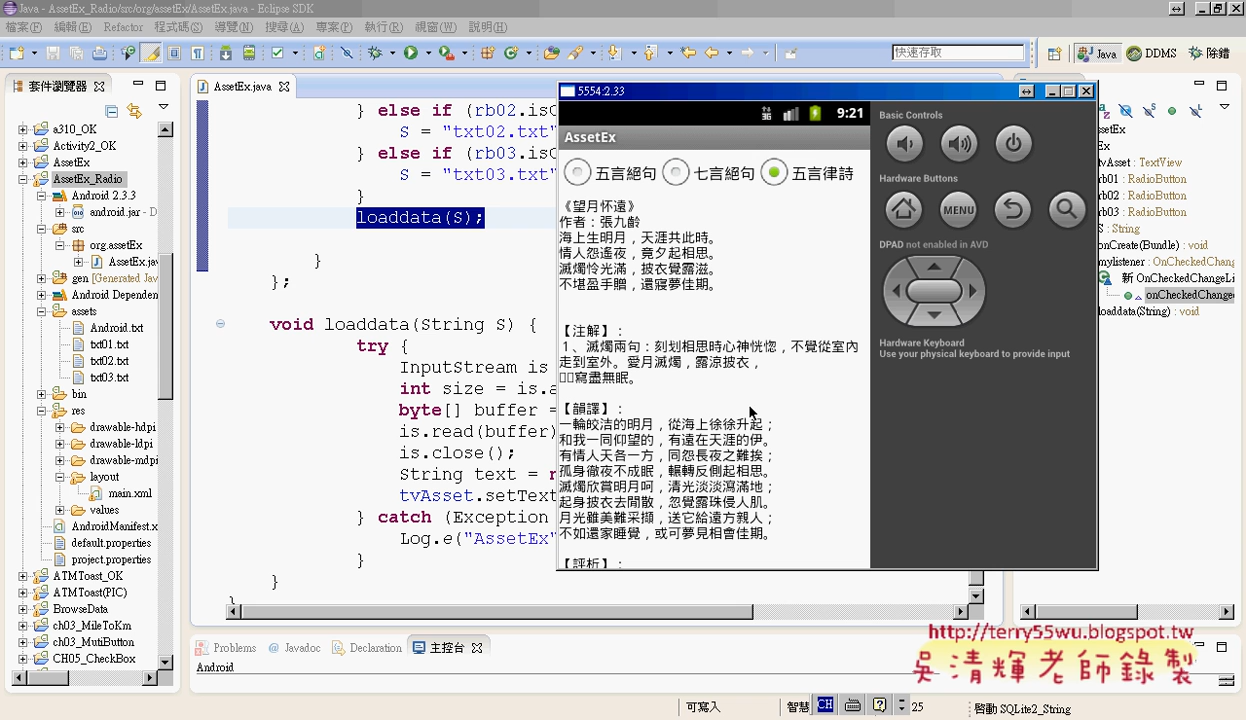 Java - AssetEx_Radio/src/org/assetEx/AssetEx.java - Eclipse SDK
檔案(F) 編輯(E) Refactor 程式碼(S) 導覽(N) 搜尋(A) 專案(P) 執行(R) 視窗(W) 說明(H)
快速存取
Java
DDMS
除錯
套件瀏覽器
a310_OK
Activity2_OK
AssetEx
AssetEx_Radio
Android 2.3.3
android.jar - D
src
org.assetEx
AssetEx.jav
gen [Generated Jav
Android Dependen
assets
Android.txt
txt01.txt
txt02.txt
txt03.txt
bin
res
drawable-hdpi
drawable-ldpi
drawable-mdpi
layout
main.xml
values
AndroidManifest.x
default.properties
project.properties
ATMToast_OK
ATMToast(PIC)
BrowseData
ch03_MileToKm
ch03_MutiButton
CH05_CheckBox
AssetEx.java
} else if (rb02.isC
S = "txt02.txt"
} else if (rb03.isC
S = "txt03.txt"
}
loaddata(S);
}
};
void loaddata(String S) {
try {
InputStream is
int size = is.a
byte[] buffer =
is.read(buffer)
is.close();
String text = n
tvAsset.setText
} catch (Exception
Log.e("AssetEx"
}
}
}
5554:2.33
3G
9:21
AssetEx
五言絕句 七言絕句 五言律詩
《望月怀遠》
作者：張九齡
海上生明月，天涯共此時。
情人怨遙夜，竟夕起相思。
滅燭怜光滿，披衣覺露滋。
不堪盈手贈，還寢夢佳期。
【注解】：
１、滅燭兩句：刻划相思時心神恍惚，不覺從室內
走到室外。愛月滅燭，露涼披衣，
寫盡無眠。
【韻譯】：
一輪皎洁的明月，從海上徐徐升起；
和我一同仰望的，有遠在天涯的伊。
有情人天各一方，同怨長夜之難挨；
孤身徹夜不成眠，輾轉反側起相思。
滅燭欣賞明月呵，清光淡淡瀉滿地；
起身披衣去閒散，忽覺露珠侵人肌。
月光雖美難采擷，送它給遠方親人；
不如還家睡覺，或可夢見相會佳期。
【評析】：
Basic Controls
Hardware Buttons
MENU
DPAD not enabled in AVD
Hardware Keyboard
Use your physical keyboard to provide input
ssetEx
Ex
tvAsset : TextView
rb01 : RadioButton
rb02 : RadioButton
rb03 : RadioButton
S : String
onCreate(Bundle) : void
mylistener : OnCheckedChang
新 OnCheckedChangeLi
onCheckedChange
loaddata(String) : void
Problems @ Javadoc Declaration 主控台
Android
http://terry55wu.blogspot.tw
吳清輝老師錄製
可寫入
智慧
CH
25
啓動 SQLite2_String